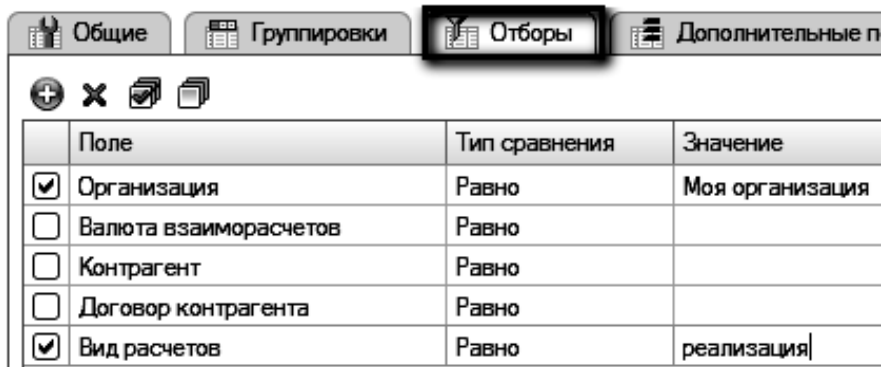 Общие Группировки Отборы Дополнительные п
Поле Тип сравнения Значение
Организация Равно Моя организация
Валюта взаиморасчетов Равно
Контрагент Равно
Договор контрагента Равно
Вид расчетов Равно реализация